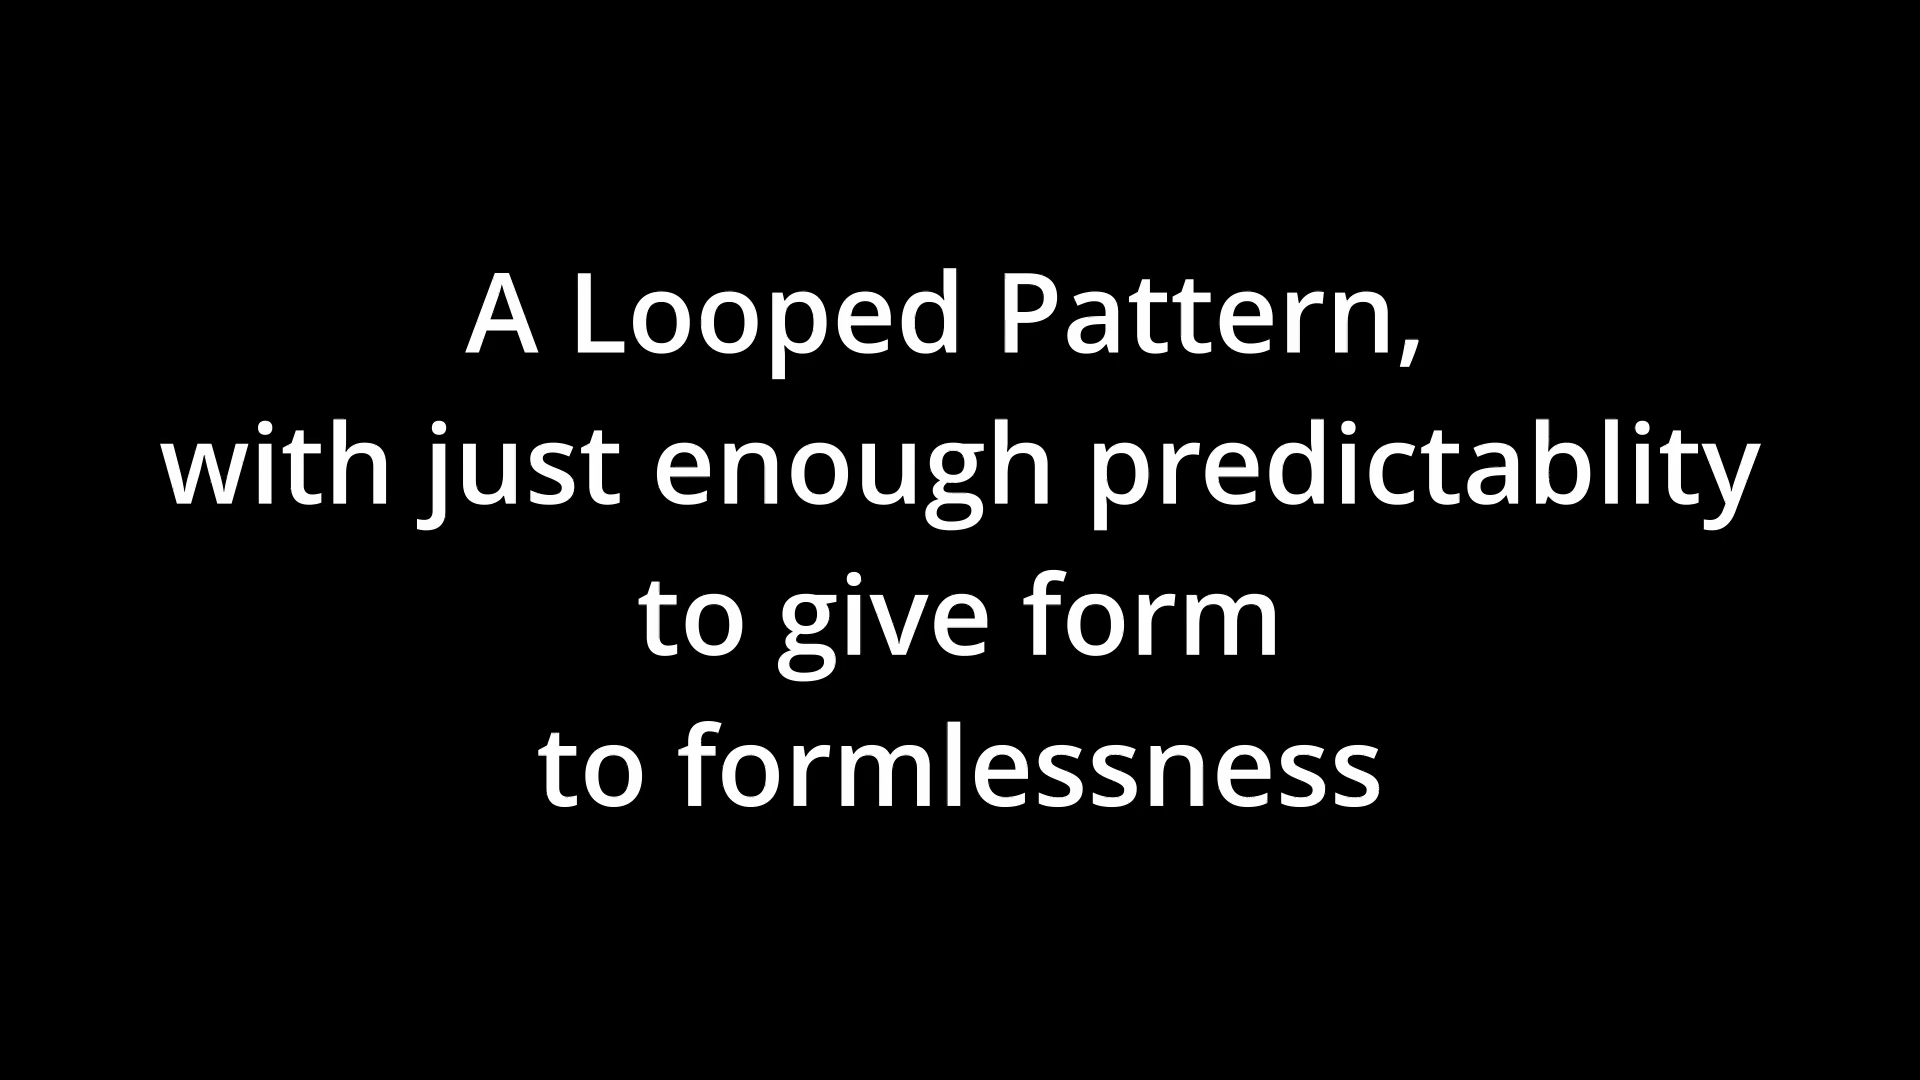 A Looped Pattern,
with just enough predictablity
to give form
to formlessness